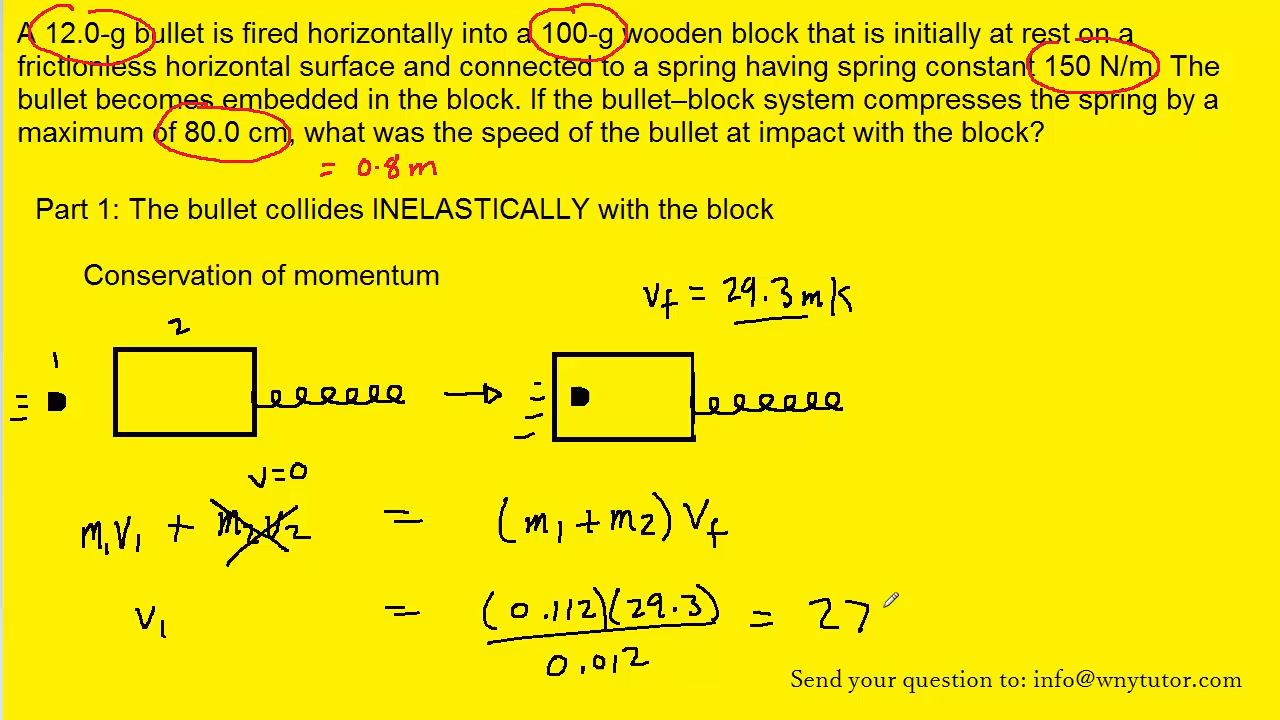 A 12.0-g bullet is fired horizontally into a 100-g wooden block that is initially at rest on a
frictionless horizontal surface and connected to a spring having spring constant 150 N/m. The
bullet becomes embedded in the block. If the bullet–block system compresses the spring by a
maximum of 80.0 cm, what was the speed of the bullet at impact with the block?
= 0.8 m
Part 1: The bullet collides INELASTICALLY with the block
Conservation of momentum
vf = 29.3 m/s
2
1
v=0
m1v1 + m2v2 = (m1+m2)vf
v1 = (0.112)(29.3) = 27
0.012
Send your question to: info@wnytutor.com